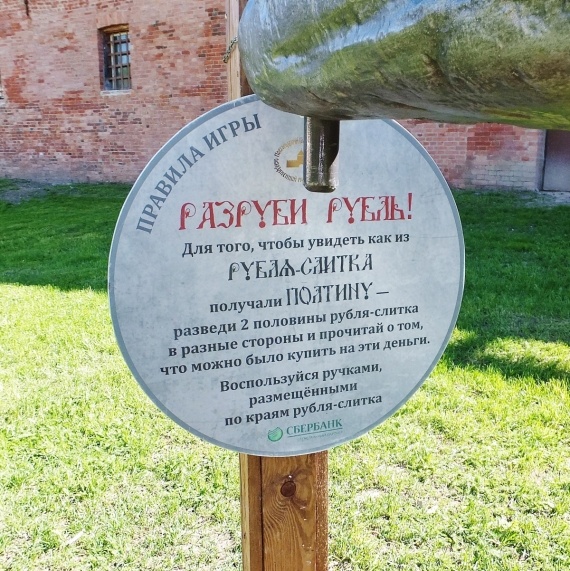 ПРАВИЛА ИГРЫ
РАЗРУБИ РУБЛЬ!
Для того, чтобы увидеть как из
РУБЛЯ-СЛИТКА
получали ПОЛТИНУ —
разведи 2 половины рубля-слитка
в разные стороны и прочитай о том,
что можно было купить на эти деньги.
Воспользуйся ручками,
размещёнными
по краям рубля-слитка
СБЕРБАНК